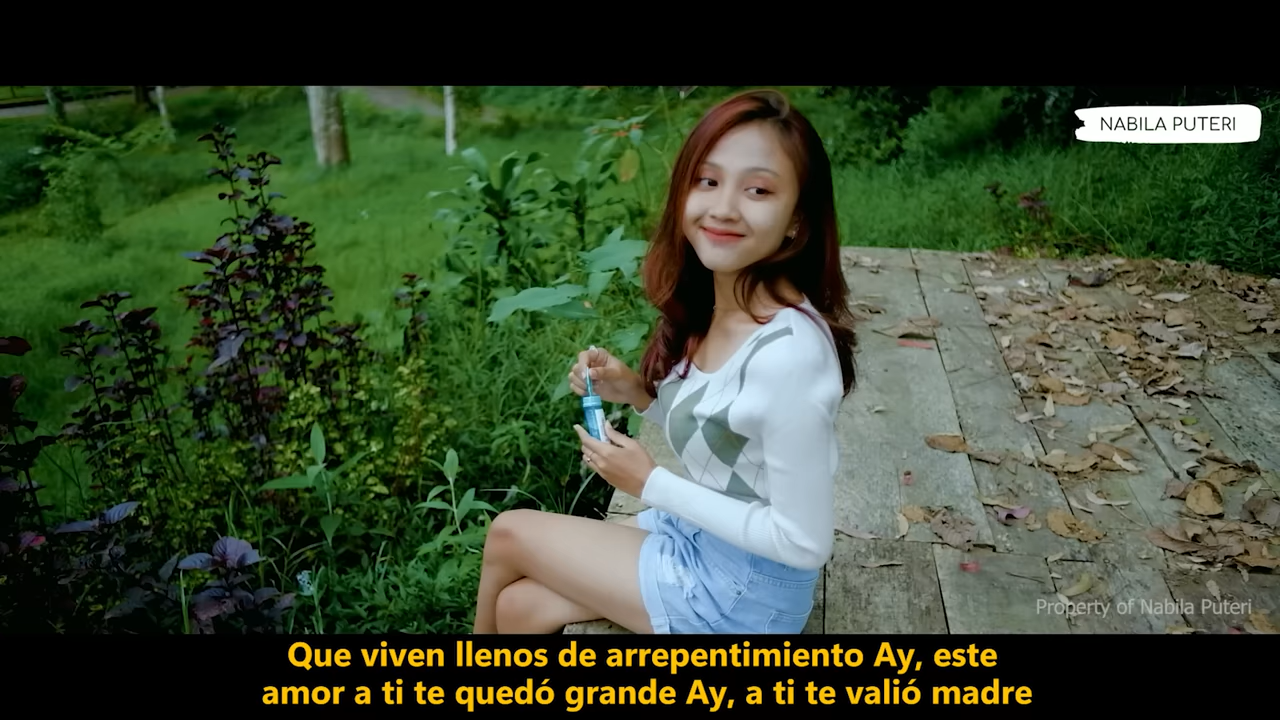 NABILA PUTERI
Property of Nabila Puteri
Que viven llenos de arrepentimiento Ay, este
amor a ti te quedó grande Ay, a ti te valió madre